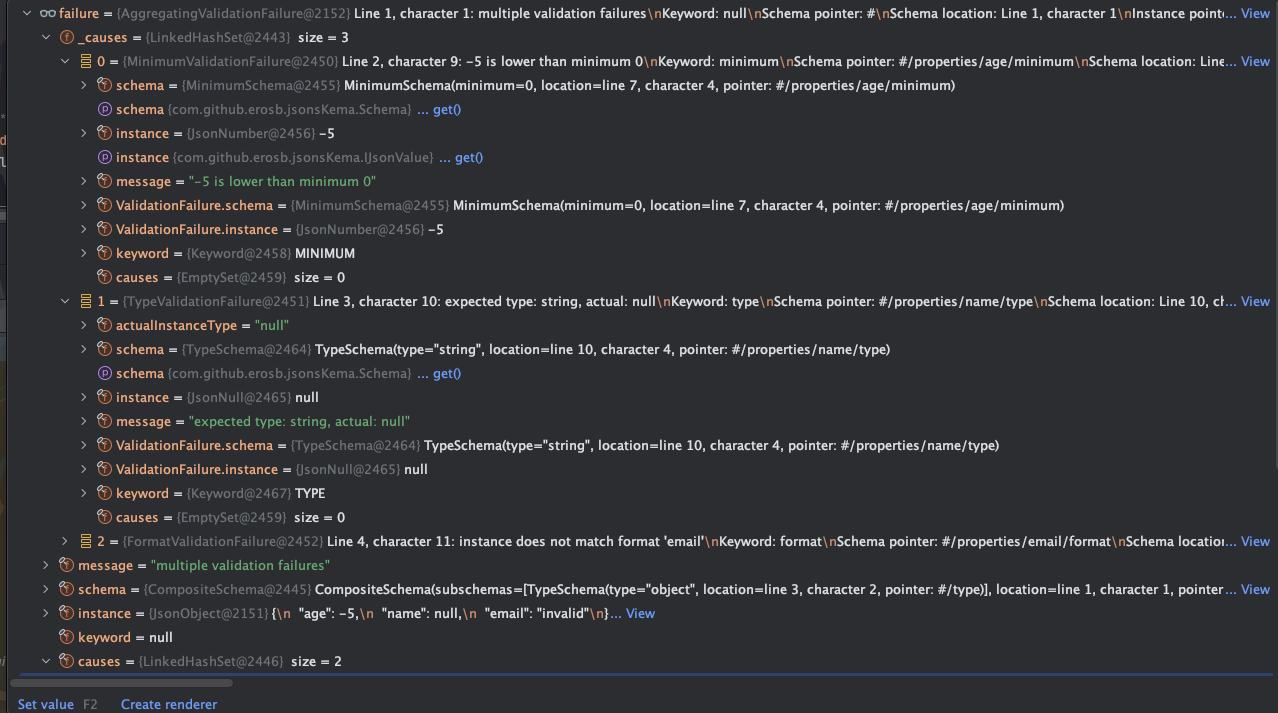 failure = {AggregatingValidationFailure@2152} Line 1, character 1: multiple validation failures\nKeyword: null\nSchema pointer: #\nSchema location: Line 1, character 1\nInstance point... View
_causes = {LinkedHashSet@2443} size = 3
0 = {MinimumValidationFailure@2450} Line 2, character 9: -5 is lower than minimum 0\nKeyword: minimum\nSchema pointer: #/properties/age/minimum\nSchema location: Line... View
schema = {MinimumSchema@2455} MinimumSchema(minimum=0, location=line 7, character 4, pointer: #/properties/age/minimum)
schema {com.github.erosb.jsonsKema.Schema} ... get()
instance = {JsonNumber@2456} -5
instance {com.github.erosb.jsonsKema.IJsonValue} ... get()
message = "-5 is lower than minimum 0"
ValidationFailure.schema = {MinimumSchema@2455} MinimumSchema(minimum=0, location=line 7, character 4, pointer: #/properties/age/minimum)
ValidationFailure.instance = {JsonNumber@2456} -5
keyword = {Keyword@2458} MINIMUM
causes = {EmptySet@2459} size = 0
1 = {TypeValidationFailure@2451} Line 3, character 10: expected type: string, actual: null\nKeyword: type\nSchema pointer: #/properties/name/type\nSchema location: Line 10, ch... View
actualInstanceType = "null"
schema = {TypeSchema@2464} TypeSchema(type="string", location=line 10, character 4, pointer: #/properties/name/type)
schema {com.github.erosb.jsonsKema.Schema} ... get()
instance = {JsonNull@2465} null
message = "expected type: string, actual: null"
ValidationFailure.schema = {TypeSchema@2464} TypeSchema(type="string", location=line 10, character 4, pointer: #/properties/name/type)
ValidationFailure.instance = {JsonNull@2465} null
keyword = {Keyword@2467} TYPE
causes = {EmptySet@2459} size = 0
2 = {FormatValidationFailure@2452} Line 4, character 11: instance does not match format 'email'\nKeyword: format\nSchema pointer: #/properties/email/format\nSchema location... View
message = "multiple validation failures"
schema = {CompositeSchema@2445} CompositeSchema(subschemas=[TypeSchema(type="object", location=line 3, character 2, pointer: #/type)], location=line 1, character 1, pointer... View
instance = {JsonObject@2151} {\n "age": -5,\n "name": null,\n "email": "invalid"\n}... View
keyword = null
causes = {LinkedHashSet@2446} size = 2
Set value F2 Create renderer